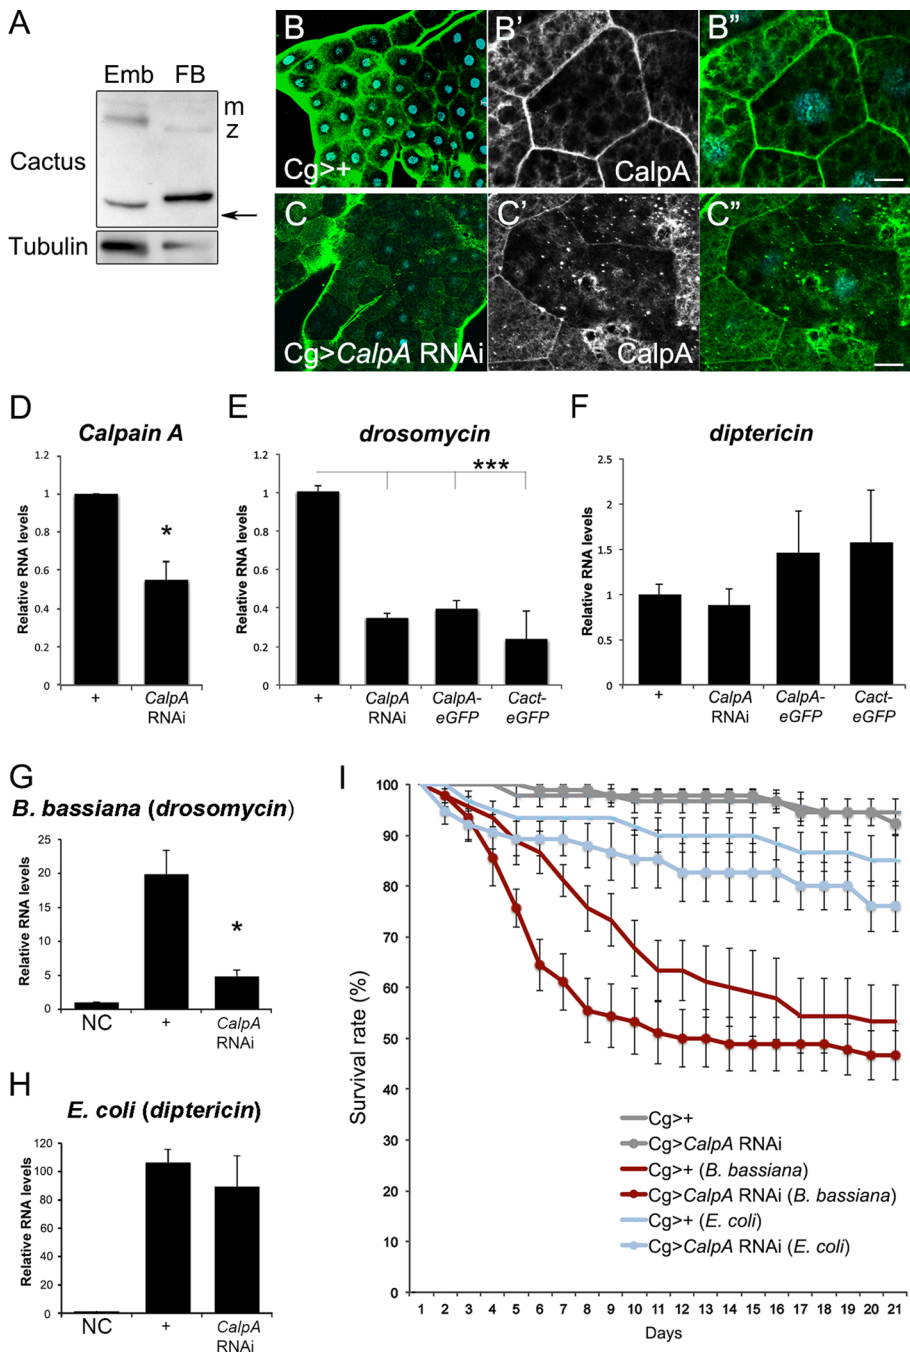 A
Emb FB
m
z
Cactus
Tubulin
B
Cg>+
B'
CalpA
B"
C
Cg>CalpA RNAi
C'
CalpA
C"
D
Calpain A
Relative RNA levels
1.2
1
0.8
0.6
0.4
0.2
0
*
+
CalpA
RNAi
E
drosomycin
Relative RNA levels
1.2
1
0.8
0.6
0.4
0.2
0
***
+
CalpA
RNAi
CalpA-
eGFP
Cact-
eGFP
F
diptericin
Relative RNA levels
2.5
2
1.5
1
0.5
0
+
CalpA
RNAi
CalpA-
eGFP
Cact-
eGFP
G
B. bassiana (drosomycin)
Relative RNA levels
25
20
15
10
5
0
*
NC
+
CalpA
RNAi
H
E. coli (diptericin)
Relative RNA levels
120
100
80
60
40
20
0
NC
+
CalpA
RNAi
I
Survival rate (%)
100
90
80
70
60
50
40
30
20
10
0
Cg>+
Cg>CalpA RNAi
Cg>+ (B. bassiana)
Cg>CalpA RNAi (B. bassiana)
Cg>+ (E. coli)
Cg>CalpA RNAi (E. coli)
1 2 3 4 5 6 7 8 9 10 11 12 13 14 15 16 17 18 19 20 21
Days